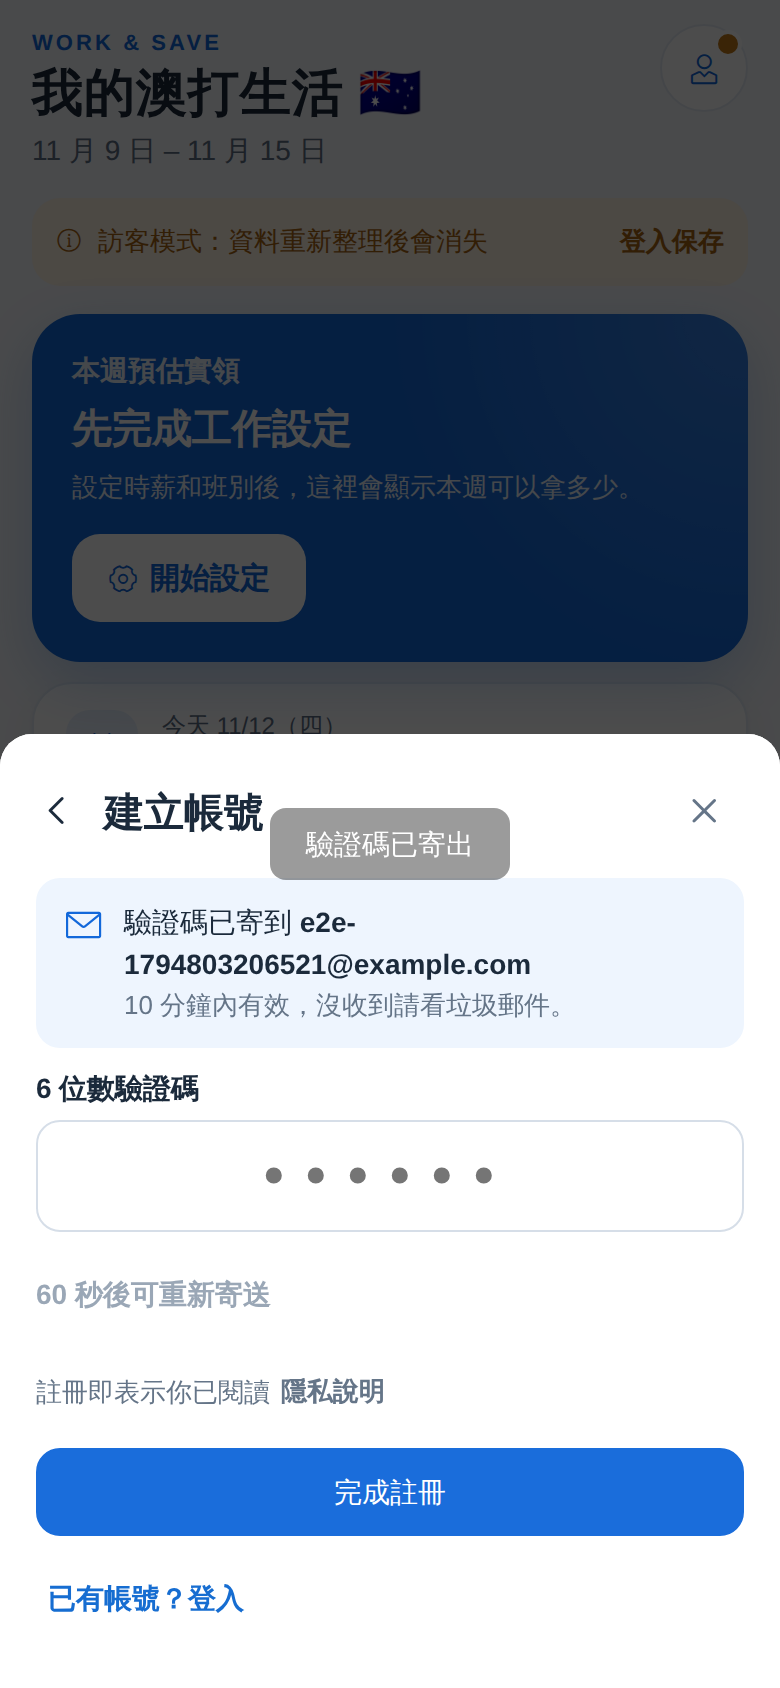 WORK & SAVE
我的澳打生活 🇦🇺
11 月 9 日 – 11 月 15 日
訪客模式：資料重新整理後會消失
登入保存
本週預估實領
先完成工作設定
設定時薪和班別後，這裡會顯示本週可以拿多少。
開始設定
今天 11/12（四）
建立帳號
驗證碼已寄出
驗證碼已寄到 e2e-
1794803206521@example.com
10 分鐘內有效，沒收到請看垃圾郵件。
6 位數驗證碼
60 秒後可重新寄送
註冊即表示你已閱讀 隱私說明
完成註冊
已有帳號？登入